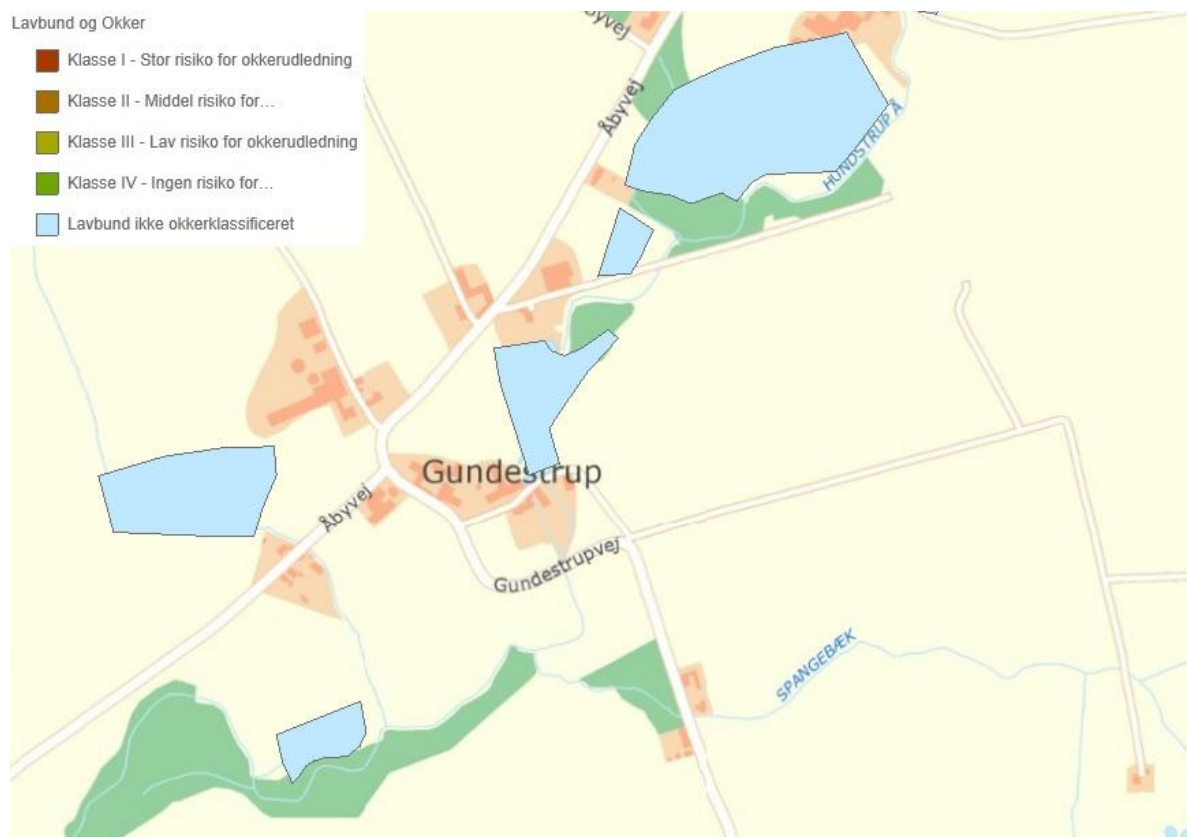 Lavbund og Okker
Klasse I - Stor risiko for okkerudledning
Klasse II - Middel risiko for…
Klasse III - Lav risiko for okkerudledning
Klasse IV - Ingen risiko for…
Lavbund ikke okkerklassificeret
Åbyvej
HUNDSTRUP Å
Gundestrup
Åbyvej
Gundestrupvej
SPANGEBÆK